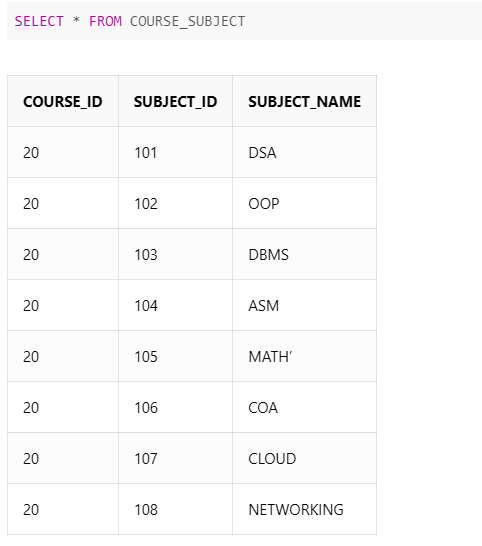 SELECT * FROM COURSE_SUBJECT
COURSE_ID SUBJECT_ID SUBJECT_NAME
20 101 DSA
20 102 OOP
20 103 DBMS
20 104 ASM
20 105 MATH’
20 106 COA
20 107 CLOUD
20 108 NETWORKING